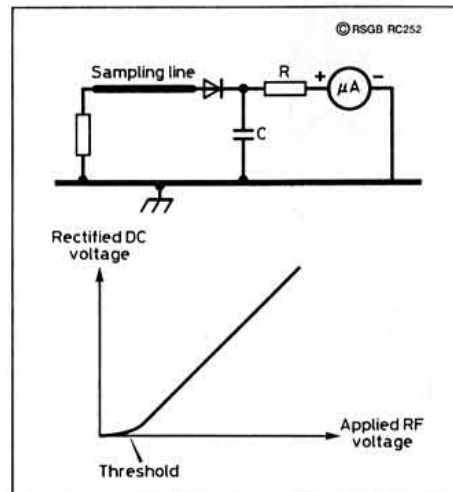 © RSGB RC252
Sampling line
R
+
μA
−
C
Rectified DC
voltage
Applied RF
voltage
Threshold